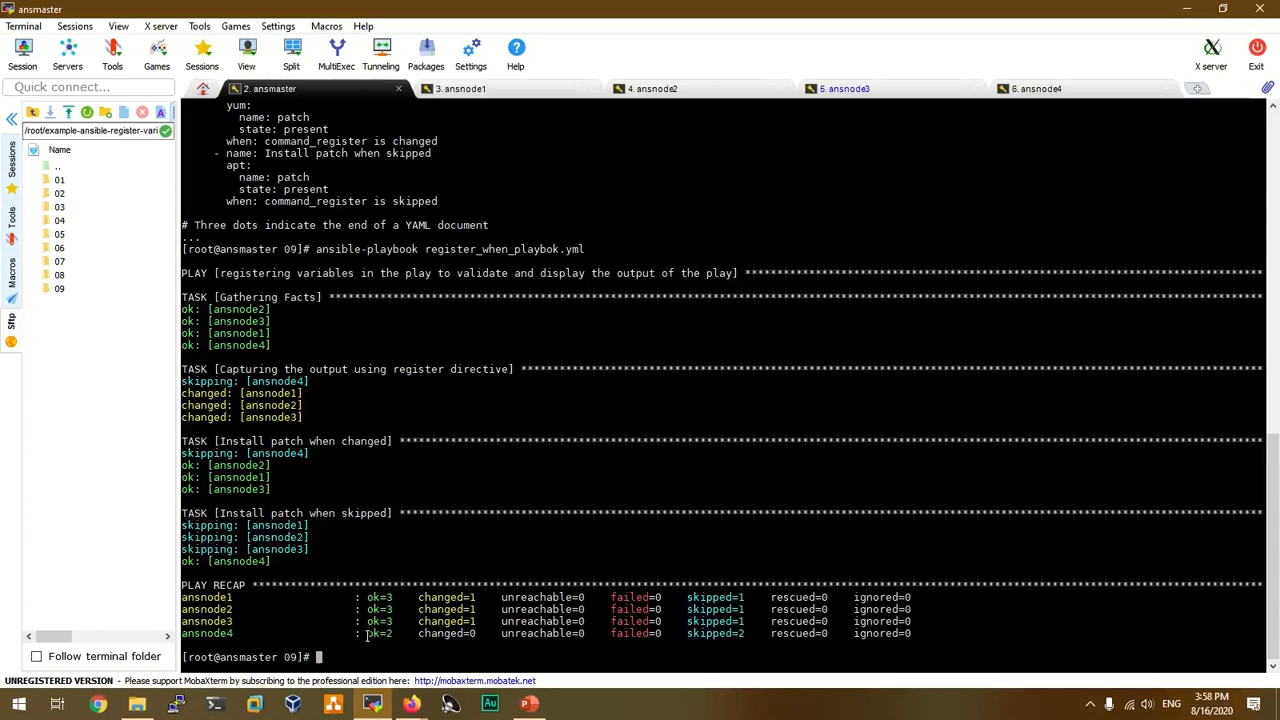 ansmaster
Terminal Sessions View X server Tools Games Settings Macros Help
Session Servers Tools Games Sessions View Split MultiExec Tunneling Packages Settings Help X server Exit
Quick connect...
2. ansmaster 3. ansnode1 4. ansnode2 5. ansnode3 6. ansnode4
/root/example-ansible-register-vari
Name
..
01
02
03
04
05
06
07
08
09
Sessions
Tools
Macros
Sftp
yum:
name: patch
state: present
when: command_register is changed
- name: Install patch when skipped
apt:
name: patch
state: present
when: command_register is skipped
# Three dots indicate the end of a YAML document
...
[root@ansmaster 09]# ansible-playbook register_when_playbok.yml
PLAY [registering variables in the play to validate and display the output of the play] *****************************************************************
TASK [Gathering Facts] *********************************************************************************************************************
ok: [ansnode2]
ok: [ansnode3]
ok: [ansnode1]
ok: [ansnode4]
TASK [Capturing the output using register directive] *********************************************************************************************
skipping: [ansnode4]
changed: [ansnode1]
changed: [ansnode2]
changed: [ansnode3]
TASK [Install patch when changed] ************************************************************************************************************
skipping: [ansnode4]
ok: [ansnode2]
ok: [ansnode1]
ok: [ansnode3]
TASK [Install patch when skipped] ************************************************************************************************************
skipping: [ansnode1]
skipping: [ansnode2]
skipping: [ansnode3]
ok: [ansnode4]
PLAY RECAP ******************************************************************************************************************************
ansnode1 : ok=3 changed=1 unreachable=0 failed=0 skipped=1 rescued=0 ignored=0
ansnode2 : ok=3 changed=1 unreachable=0 failed=0 skipped=1 rescued=0 ignored=0
ansnode3 : ok=3 changed=1 unreachable=0 failed=0 skipped=1 rescued=0 ignored=0
ansnode4 : ok=2 changed=0 unreachable=0 failed=0 skipped=2 rescued=0 ignored=0
[root@ansmaster 09]#
Follow terminal folder
UNREGISTERED VERSION - Please support MobaXterm by subscribing to the professional edition here: http://mobaxterm.mobatek.net
ENG
3:58 PM
8/16/2020